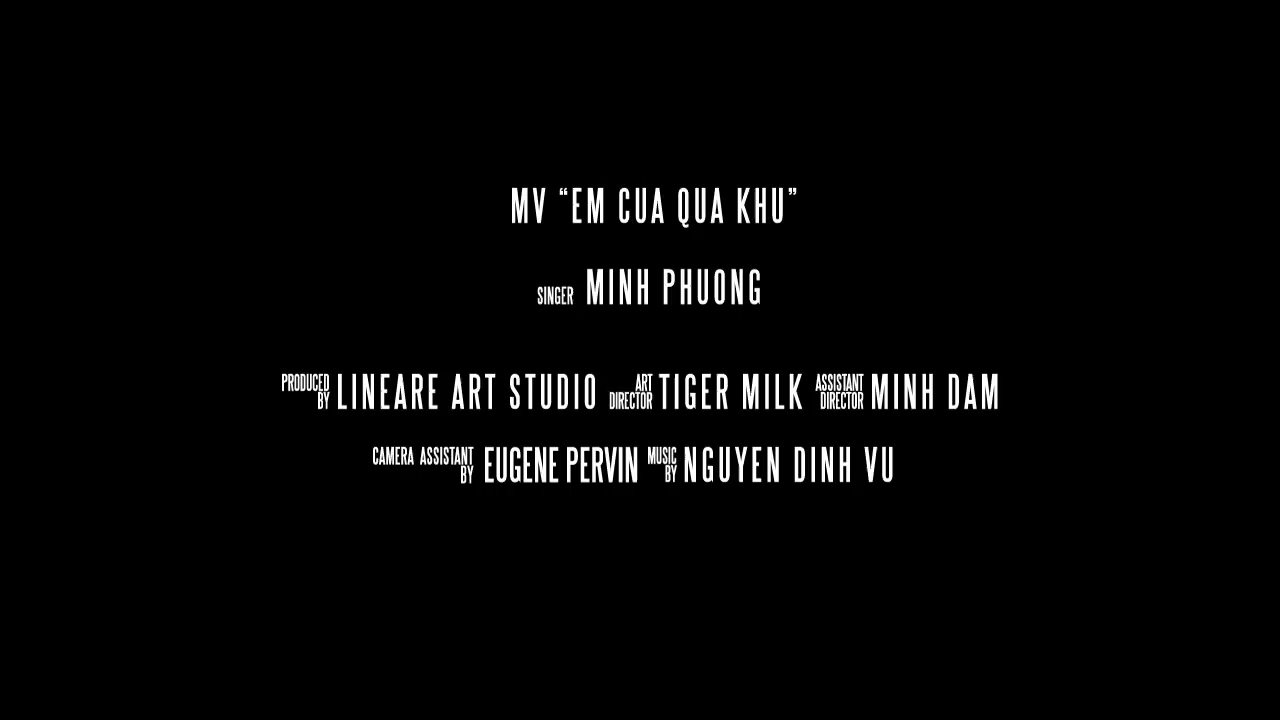 MV “EM CUA QUA KHU”
SINGER MINH PHUONG
PRODUCED BY LINEARE ART STUDIO ART DIRECTOR TIGER MILK ASSISTANT DIRECTOR MINH DAM
CAMERA ASSISTANT BY EUGENE PERVIN MUSIC BY NGUYEN DINH VU